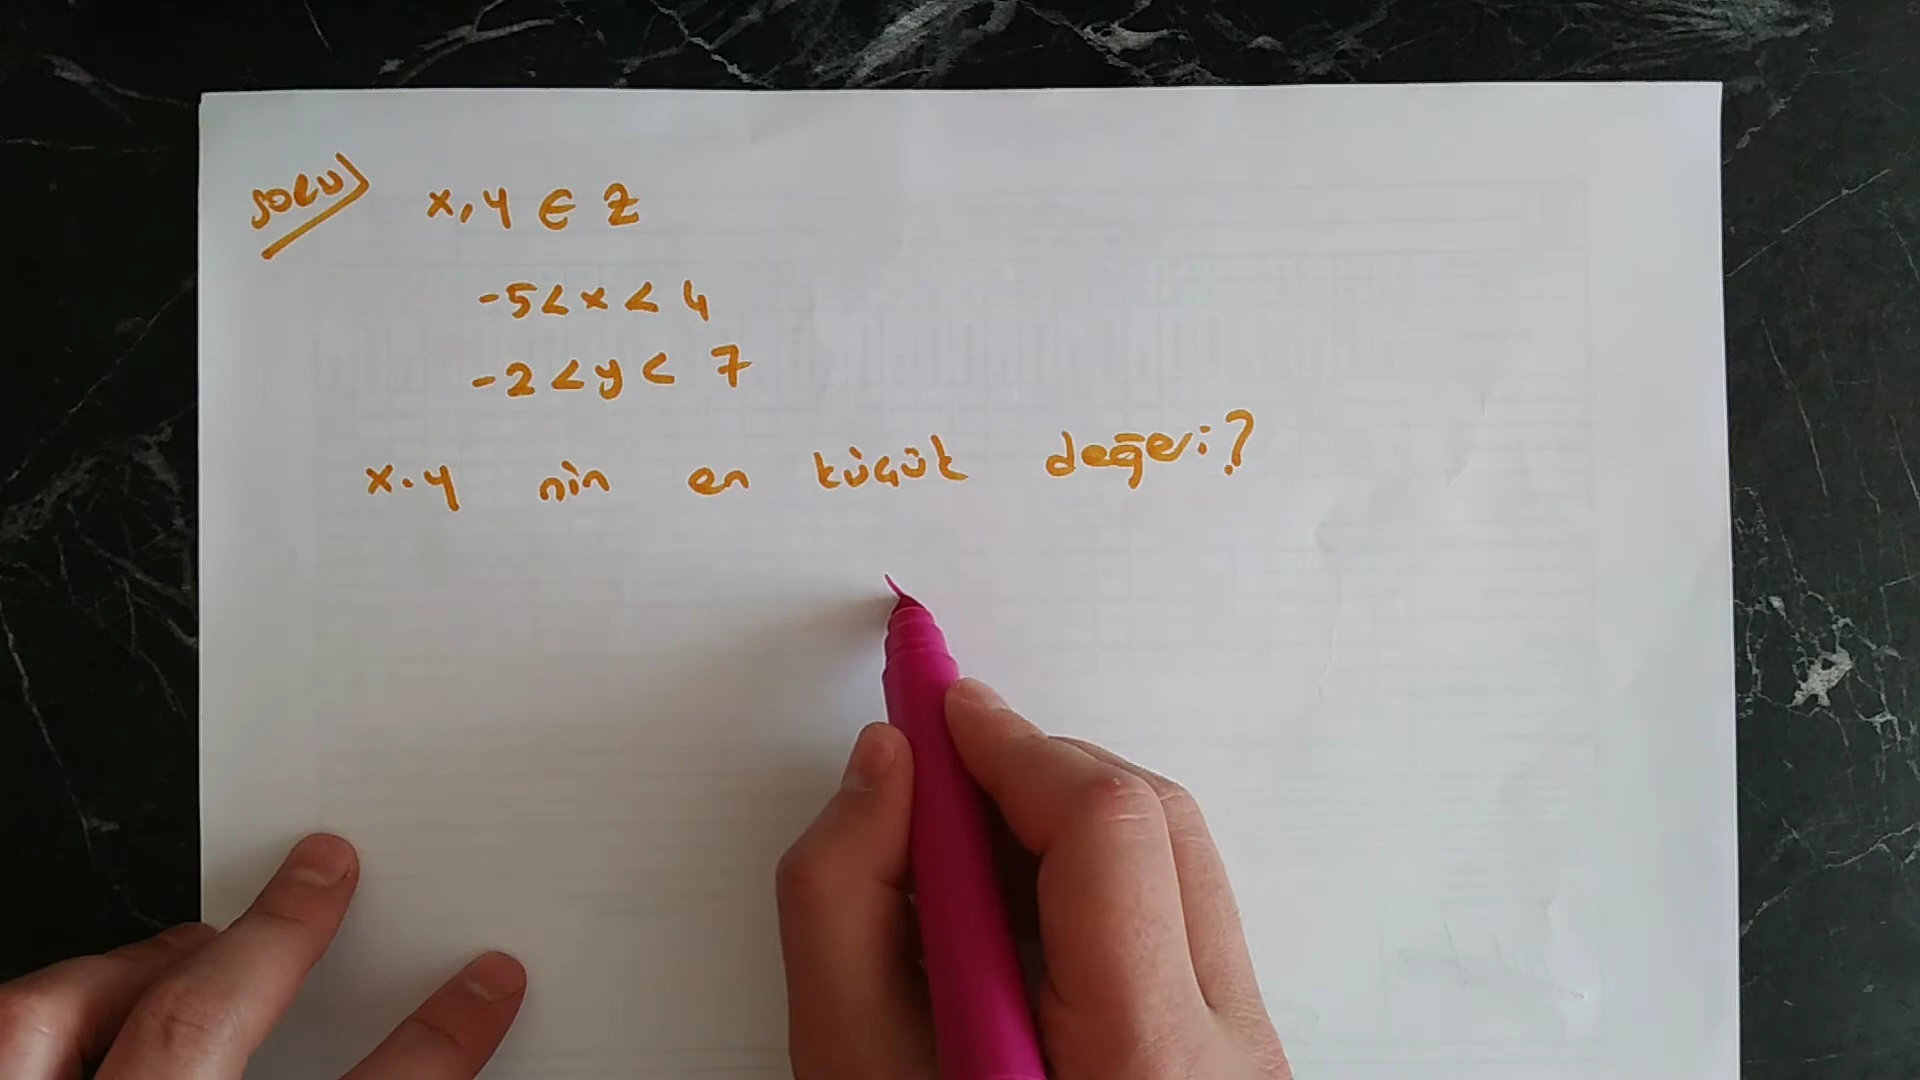 SORU x, y ∈ Z
-5 < x < 4
-2 < y < 7
x.y nin en küçük değeri?